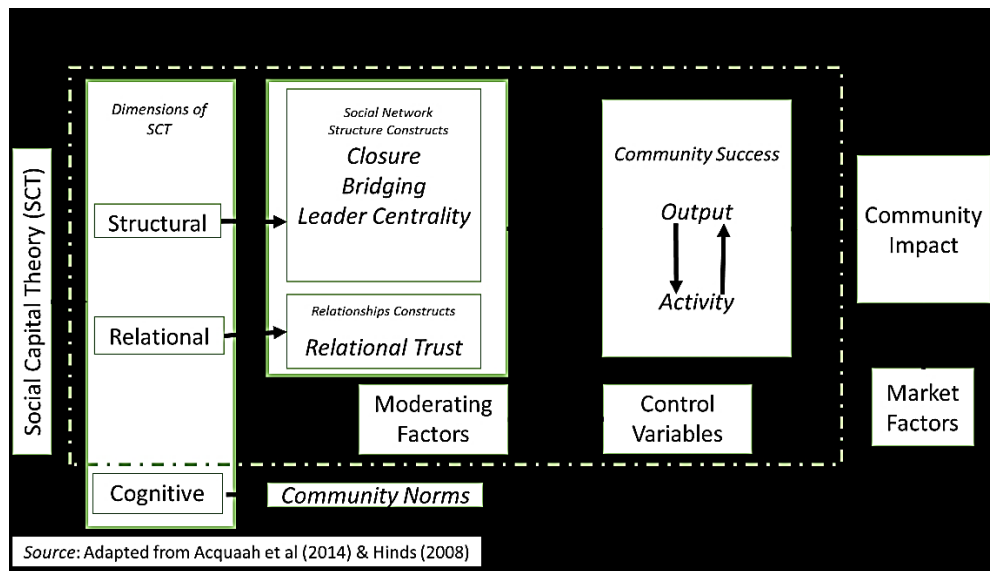 Social Capital Theory (SCT)
Dimensions of
SCT
Structural
Relational
Cognitive
Social Network
Structure Constructs
Closure
Bridging
Leader Centrality
Relationships Constructs
Relational Trust
Moderating
Factors
Community Norms
Community Success
Output
Activity
Control
Variables
Community
Impact
Market
Factors
Source: Adapted from Acquaah et al (2014) & Hinds (2008)